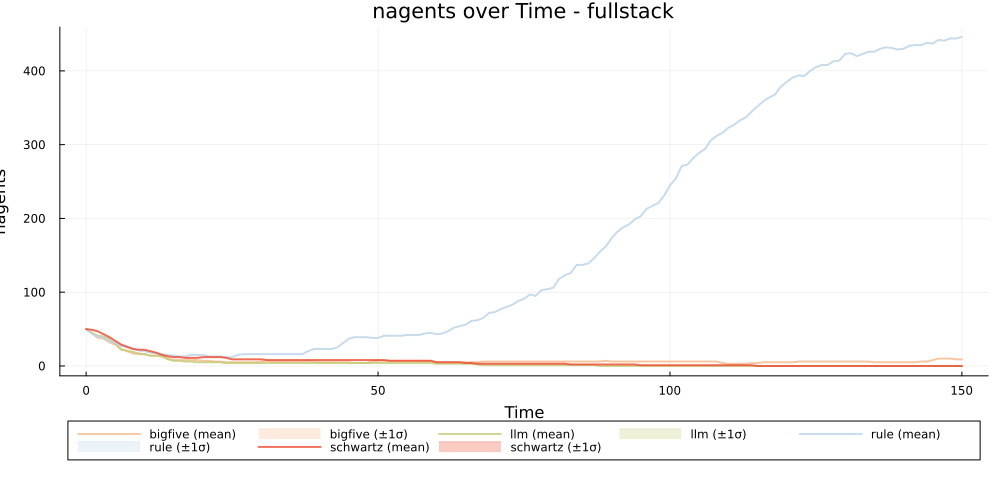 nagents over Time - fullstack
nagents
400
300
200
100
0
0 50 100 150
Time
bigfive (mean) bigfive (±1σ) llm (mean) llm (±1σ) rule (mean)
rule (±1σ) schwartz (mean) schwartz (±1σ)